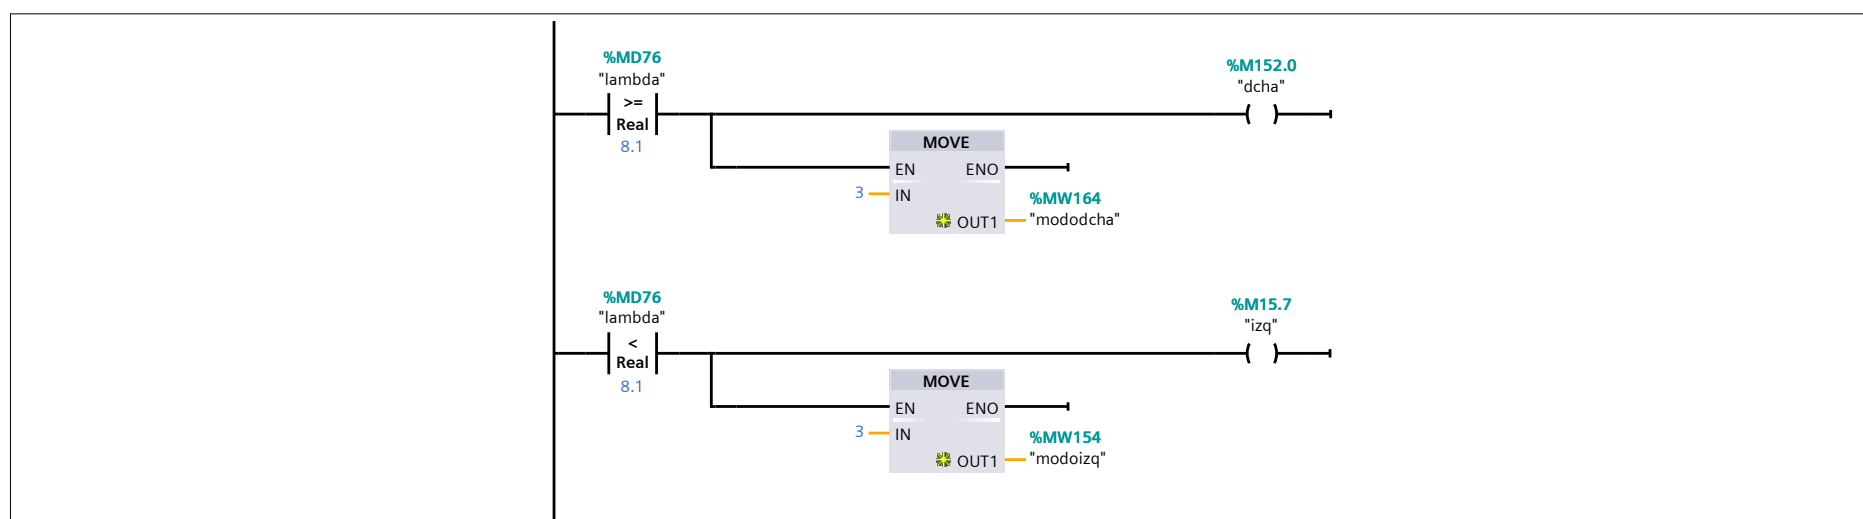 %MD76
"lambda"
>=
Real
8.1
%M152.0
"dcha"
MOVE
EN ENO
3 IN
%MW164
OUT1 "mododcha"
%MD76
"lambda"
<
Real
8.1
%M15.7
"izq"
MOVE
EN ENO
3 IN
%MW154
OUT1 "modoizq"